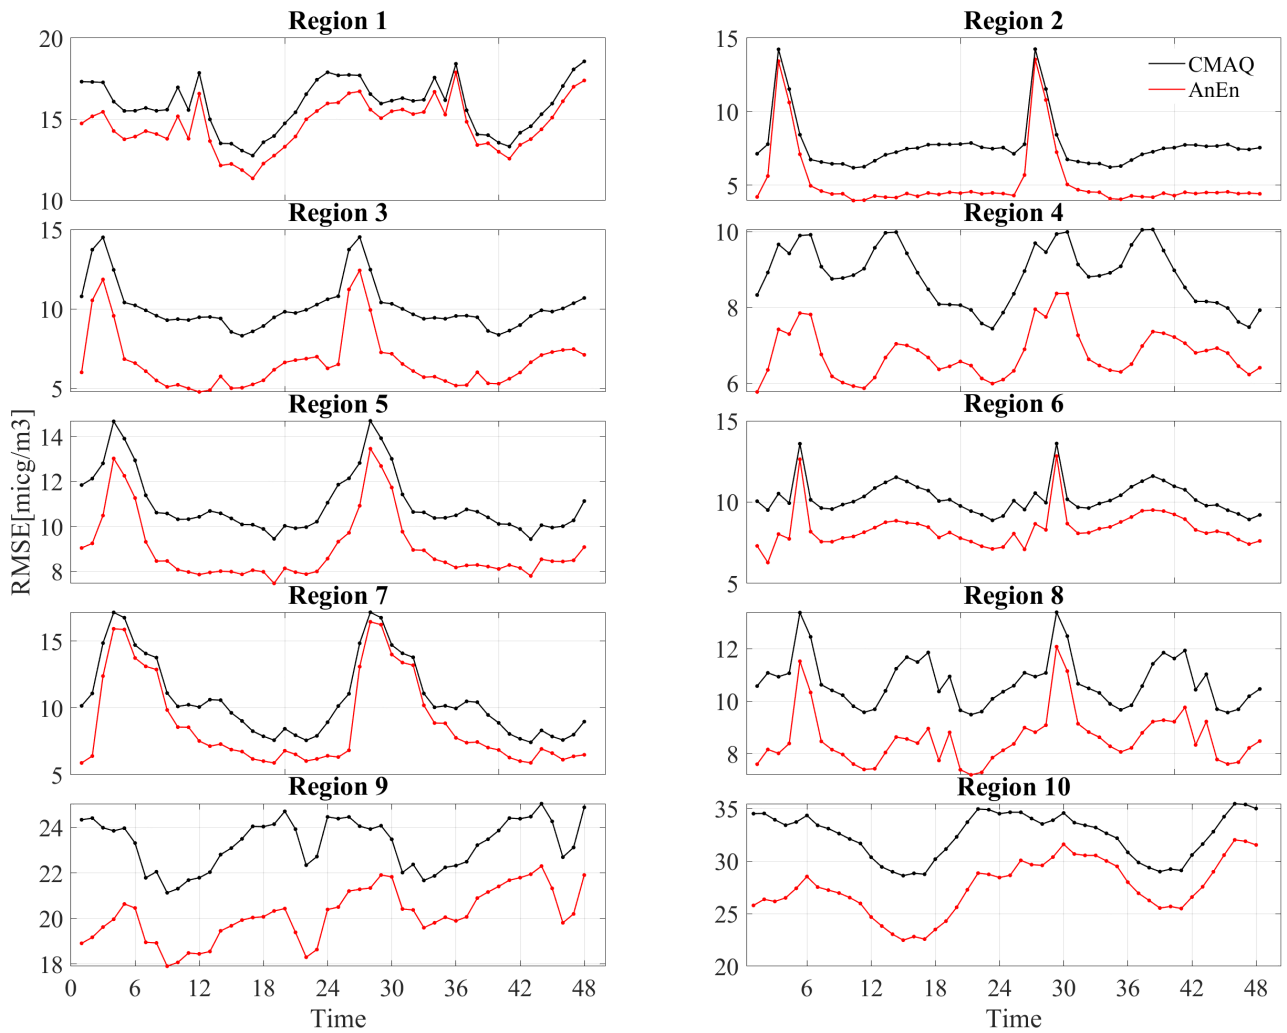 Region 1
20
15
10
Region 2
15
10
5
CMAQ
AnEn
Region 3
15
10
5
Region 4
10
8
6
Region 5
14
12
10
8
Region 6
15
10
5
Region 7
15
10
5
Region 8
12
10
8
Region 9
24
22
20
18
0 6 12 18 24 30 36 42 48
Time
Region 10
35
30
25
20
6 12 18 24 30 36 42 48
Time
RMSE[micg/m3]